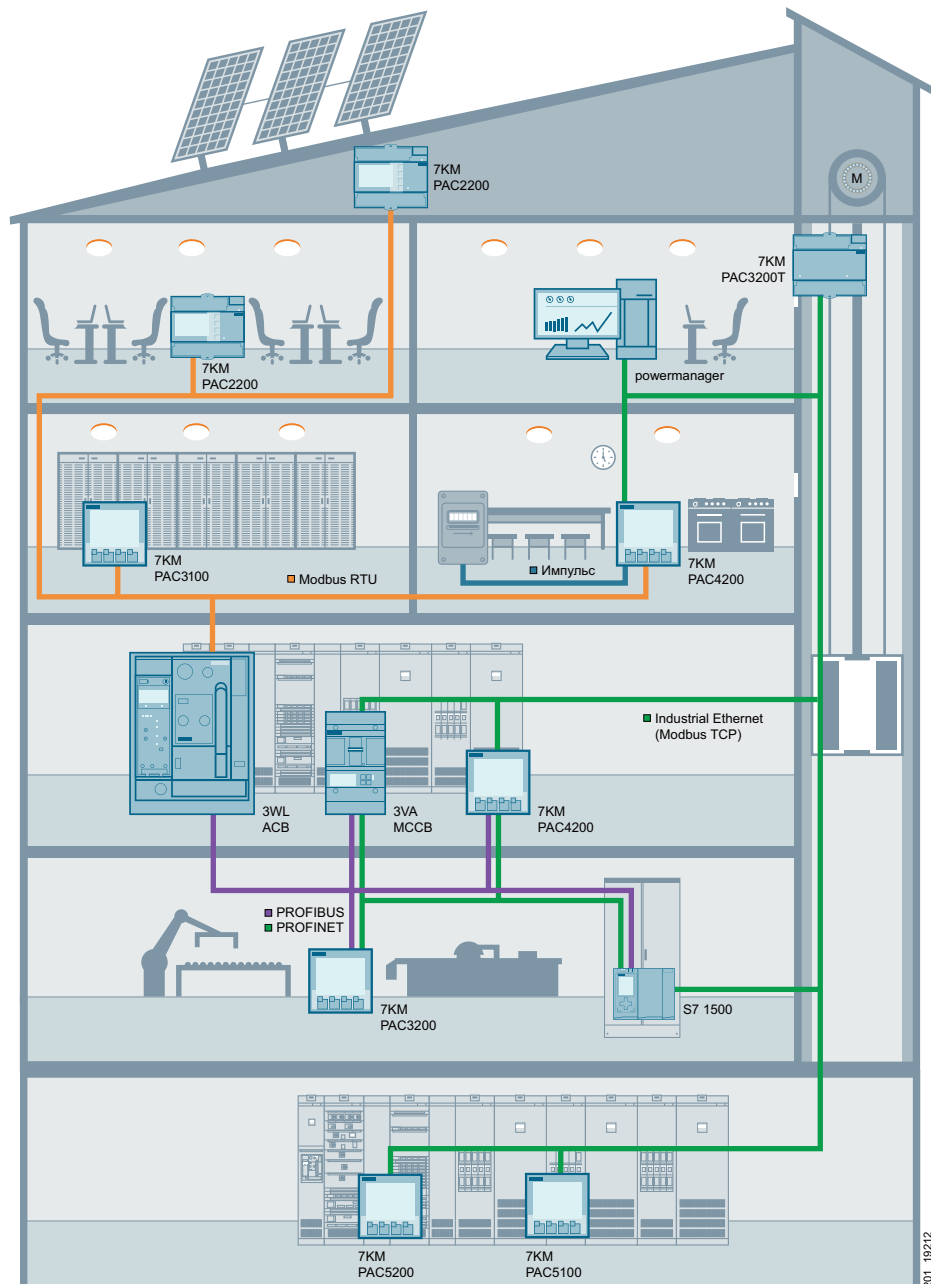 7KM
PAC2200
M
7KM
PAC3200T
7KM
PAC2200
powermanager
7KM
PAC3100
Modbus RTU
Импульс
7KM
PAC4200
Industrial Ethernet
(Modbus TCP)
3WL
ACB
3VA
MCCB
7KM
PAC4200
PROFIBUS
PROFINET
7KM
PAC3200
S7 1500
7KM
PAC5200
7KM
PAC5100
201_19212